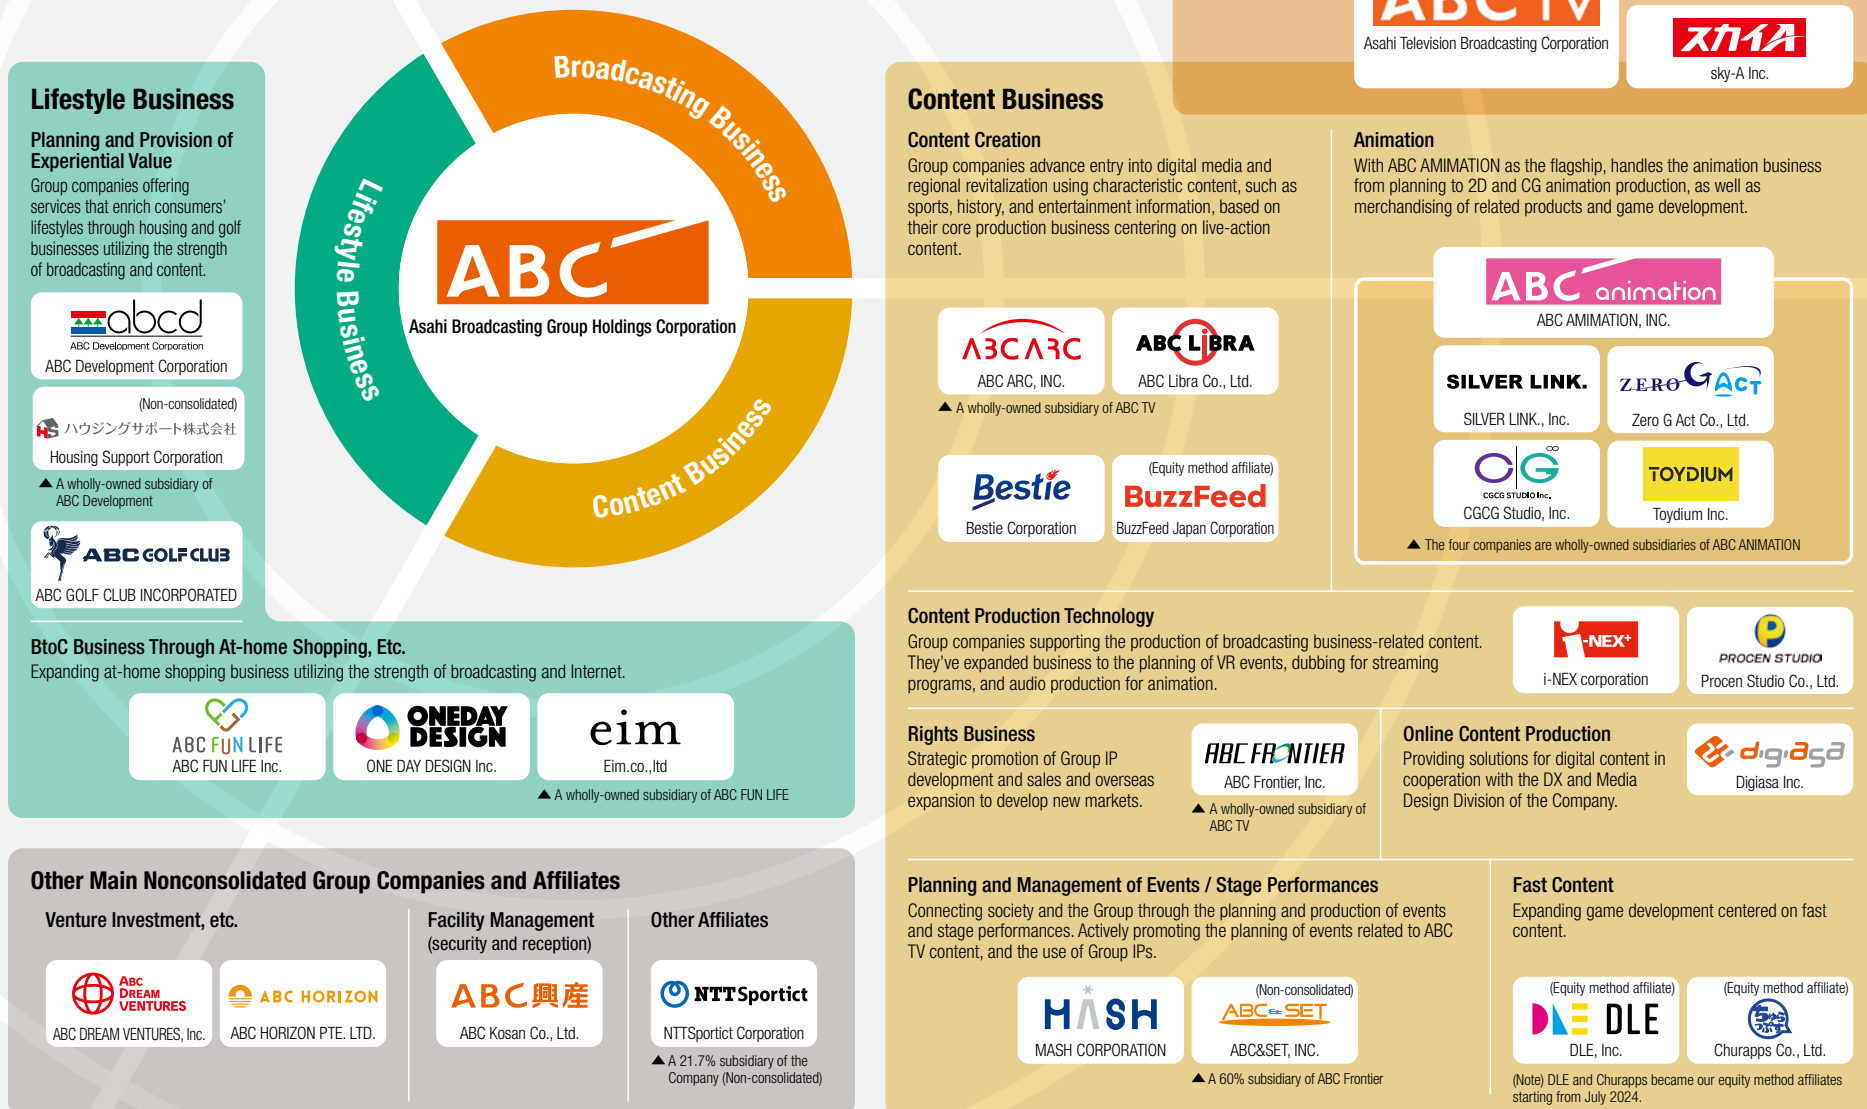 ABC TV
Asahi Television Broadcasting Corporation
スカイA
sky-A Inc.
Broadcasting Business
Lifestyle Business
Content Business
ABC
Asahi Broadcasting Group Holdings Corporation
Lifestyle Business
Planning and Provision of
Experiential Value
Group companies offering
services that enrich consumers'
lifestyles through housing and golf
businesses utilizing the strength
of broadcasting and content.
abcd
ABC Development Corporation
ABC Development Corporation
(Non-consolidated)
HS ハウジングサポート株式会社
Housing Support Corporation
▲ A wholly-owned subsidiary of
ABC Development
ABC GOLF CLUB
ABC GOLF CLUB INCORPORATED
BtoC Business Through At-home Shopping, Etc.
Expanding at-home shopping business utilizing the strength of broadcasting and Internet.
ABC FUN LIFE
ABC FUN LIFE Inc.
ONEDAY
DESIGN
ONE DAY DESIGN Inc.
eim
Eim.co.,ltd
▲ A wholly-owned subsidiary of ABC FUN LIFE
Other Main Nonconsolidated Group Companies and Affiliates
Venture Investment, etc.
ABC
DREAM
VENTURES
ABC DREAM VENTURES, Inc.
ABC HORIZON
ABC HORIZON PTE. LTD.
Facility Management
(security and reception)
ABC興産
ABC Kosan Co., Ltd.
Other Affiliates
NTTSportict
NTTSportict Corporation
▲ A 21.7% subsidiary of the
Company (Non-consolidated)
Content Business
Content Creation
Group companies advance entry into digital media and
regional revitalization using characteristic content, such as
sports, history, and entertainment information, based on
their core production business centering on live-action
content.
ABC ARC
ABC ARC, INC.
ABC LiBRA
ABC Libra Co., Ltd.
▲ A wholly-owned subsidiary of ABC TV
Bestie
Bestie Corporation
(Equity method affiliate)
BuzzFeed
BuzzFeed Japan Corporation
Animation
With ABC AMIMATION as the flagship, handles the animation business
from planning to 2D and CG animation production, as well as
merchandising of related products and game development.
ABC animation
ABC AMIMATION, INC.
SILVER LINK.
SILVER LINK., Inc.
ZERO G ACT
Zero G Act Co., Ltd.
CG
CGCG STUDIO Inc.
CGCG Studio, Inc.
TOYDIUM
Toydium Inc.
▲ The four companies are wholly-owned subsidiaries of ABC ANIMATION
Content Production Technology
Group companies supporting the production of broadcasting business-related content.
They've expanded business to the planning of VR events, dubbing for streaming
programs, and audio production for animation.
i-NEX+
i-NEX corporation
P
PROCEN STUDIO
Procen Studio Co., Ltd.
Rights Business
Strategic promotion of Group IP
development and sales and overseas
expansion to develop new markets.
ABC FRONTIER
ABC Frontier, Inc.
▲ A wholly-owned subsidiary of
ABC TV
Online Content Production
Providing solutions for digital content in
cooperation with the DX and Media
Design Division of the Company.
digiasa
Digiasa Inc.
Planning and Management of Events / Stage Performances
Connecting society and the Group through the planning and production of events
and stage performances. Actively promoting the planning of events related to ABC
TV content, and the use of Group IPs.
MASH
MASH CORPORATION
(Non-consolidated)
ABC&SET
ABC&SET, INC.
▲ A 60% subsidiary of ABC Frontier
Fast Content
Expanding game development centered on fast
content.
(Equity method affiliate)
DLE
DLE, Inc.
(Equity method affiliate)
ちゅらっぷす
Churapps Co., Ltd.
(Note) DLE and Churapps became our equity method affiliates
starting from July 2024.